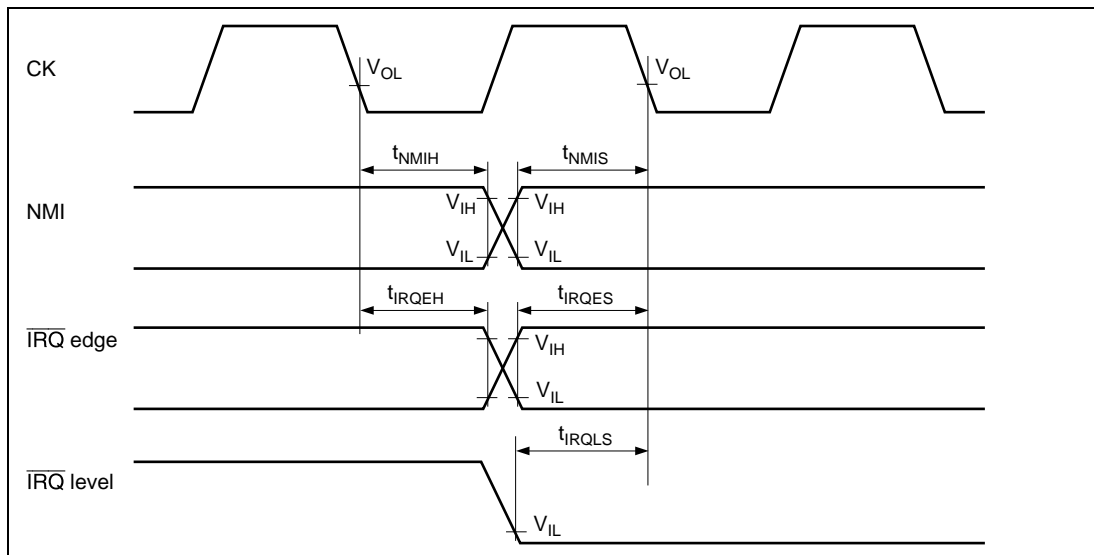 CK
VOL
VOL
tNMIH
tNMIS
NMI
VIH
VIH
VIL
VIL
tIRQEH
tIRQES
IRQ edge
VIH
VIL
tIRQLS
IRQ level
VIL